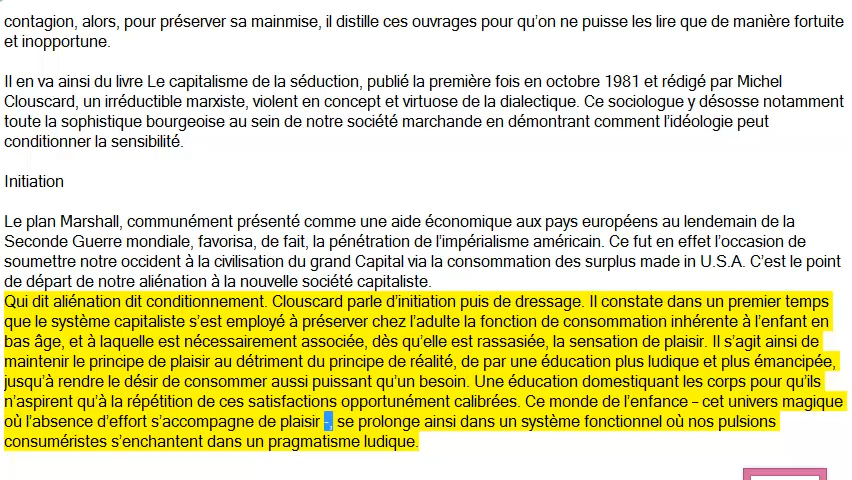 contagion, alors, pour préserver sa mainmise, il distille ces ouvrages pour qu’on ne puisse les lire que de manière fortuite
et inopportune.
Il en va ainsi du livre Le capitalisme de la séduction, publié la première fois en octobre 1981 et rédigé par Michel
Clouscard, un irréductible marxiste, violent en concept et virtuose de la dialectique. Ce sociologue y désosse notamment
toute la sophistique bourgeoise au sein de notre société marchande en démontrant comment l’idéologie peut
conditionner la sensibilité.
Initiation
Le plan Marshall, communément présenté comme une aide économique aux pays européens au lendemain de la
Seconde Guerre mondiale, favorisa, de fait, la pénétration de l’impérialisme américain. Ce fut en effet l’occasion de
soumettre notre occident à la civilisation du grand Capital via la consommation des surplus made in U.S.A. C’est le point
de départ de notre aliénation à la nouvelle société capitaliste.
Qui dit aliénation dit conditionnement. Clouscard parle d’initiation puis de dressage. Il constate dans un premier temps
que le système capitaliste s’est employé à préserver chez l’adulte la fonction de consommation inhérente à l’enfant en
bas âge, et à laquelle est nécessairement associée, dès qu’elle est rassasiée, la sensation de plaisir. Il s’agit ainsi de
maintenir le principe de plaisir au détriment du principe de réalité, de par une éducation plus ludique et plus émancipée,
jusqu’à rendre le désir de consommer aussi puissant qu’un besoin. Une éducation domestiquant les corps pour qu’ils
n’aspirent qu’à la répétition de ces satisfactions opportunément calibrées. Ce monde de l’enfance – cet univers magique
où l’absence d’effort s’accompagne de plaisir -, se prolonge ainsi dans un système fonctionnel où nos pulsions
consuméristes s’enchantent dans un pragmatisme ludique.